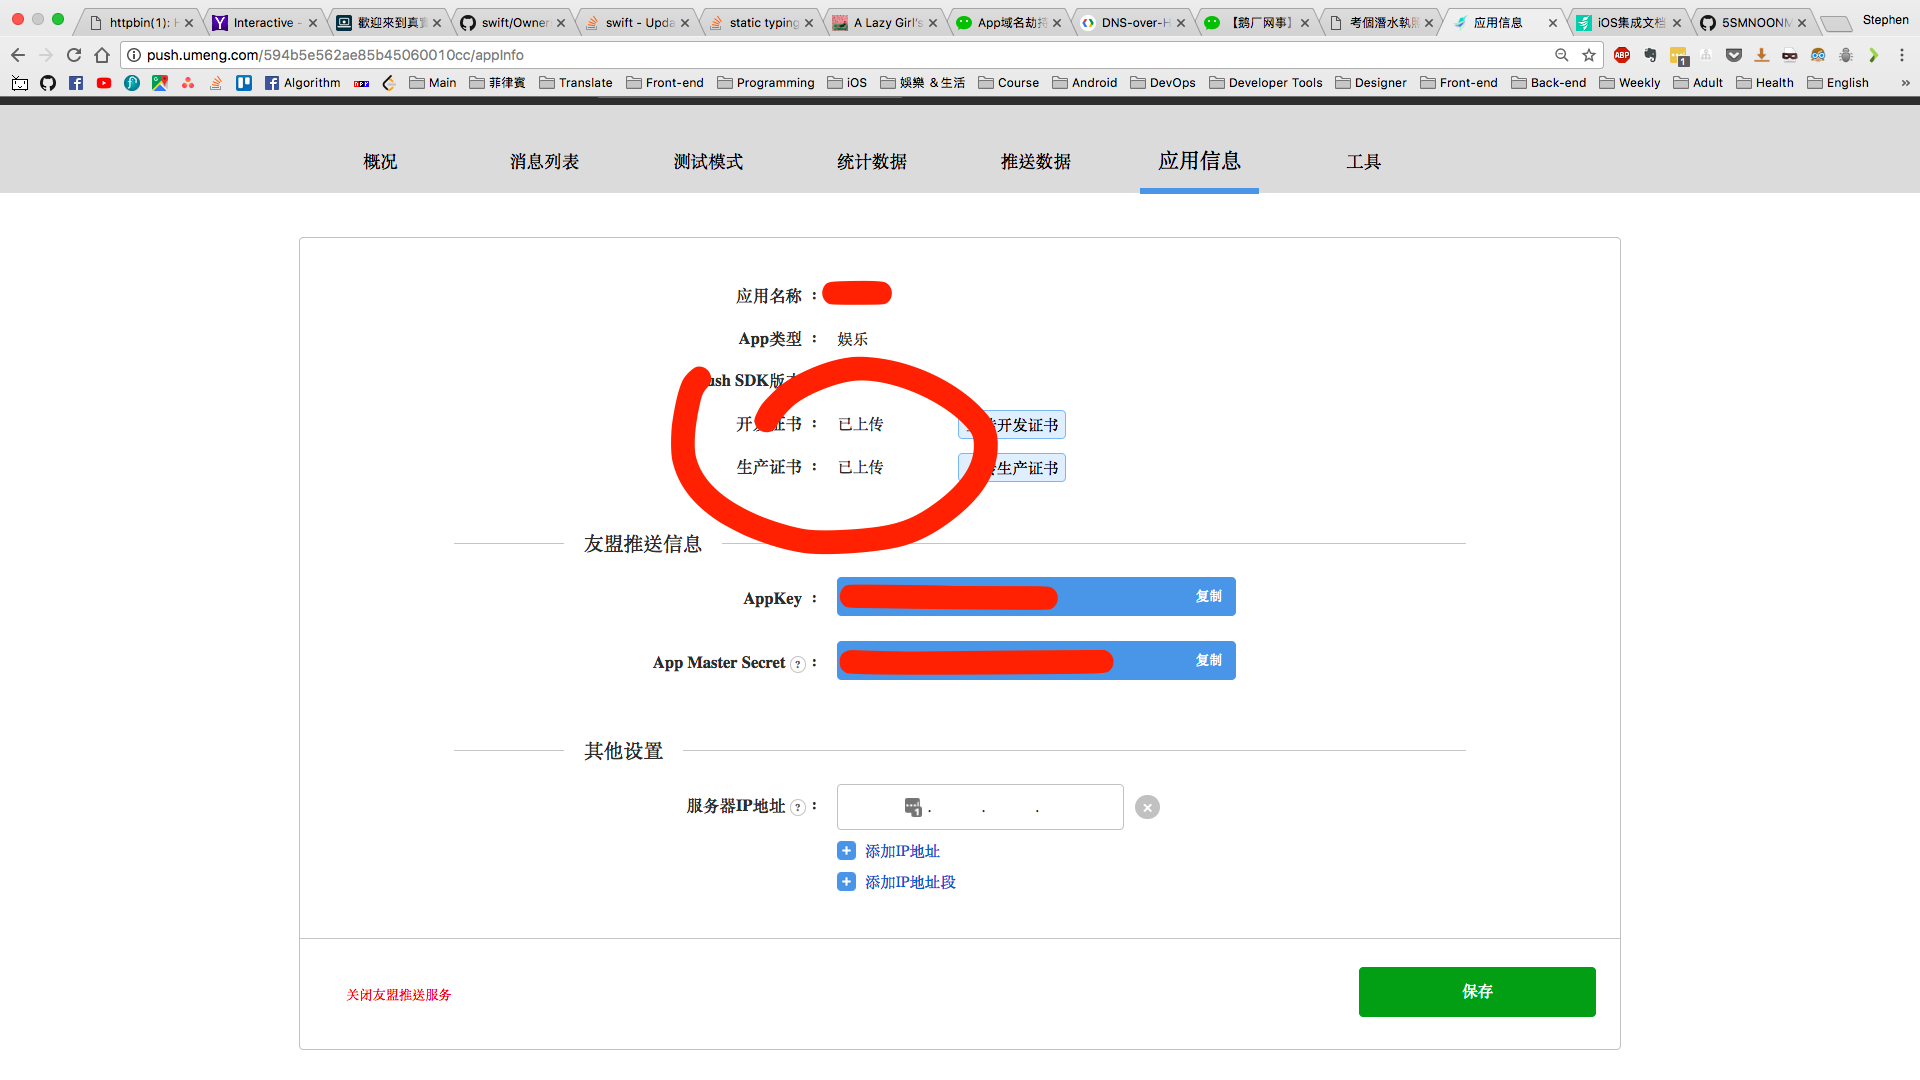 httpbin(1): H
Interactive -
歡迎來到真實
swift/Owner
swift - Upda
static typing
A Lazy Girl's
App域名劫持
DNS-over-H
【鹅厂网事】
考個潛水執照
应用信息
iOS集成文档
5SMNOONM
Stephen
push.umeng.com/594b5e562ae85b45060010cc/appInfo
ABP
1
Algorithm
Main
菲律賓
Translate
Front-end
Programming
iOS
娛樂 & 生活
Course
Android
DevOps
Developer Tools
Designer
Front-end
Back-end
Weekly
Adult
Health
English
»
概况
消息列表
测试模式
统计数据
推送数据
应用信息
工具
应用名称 :
App类型 : 娱乐
ush SDK版
开 证书 : 已上传 开发证书
生产证书 : 已上传 生产证书
友盟推送信息
AppKey : 复制
App Master Secret ? : 复制
其他设置
服务器IP地址 ? : . . .
添加IP地址
添加IP地址段
关闭友盟推送服务
保存